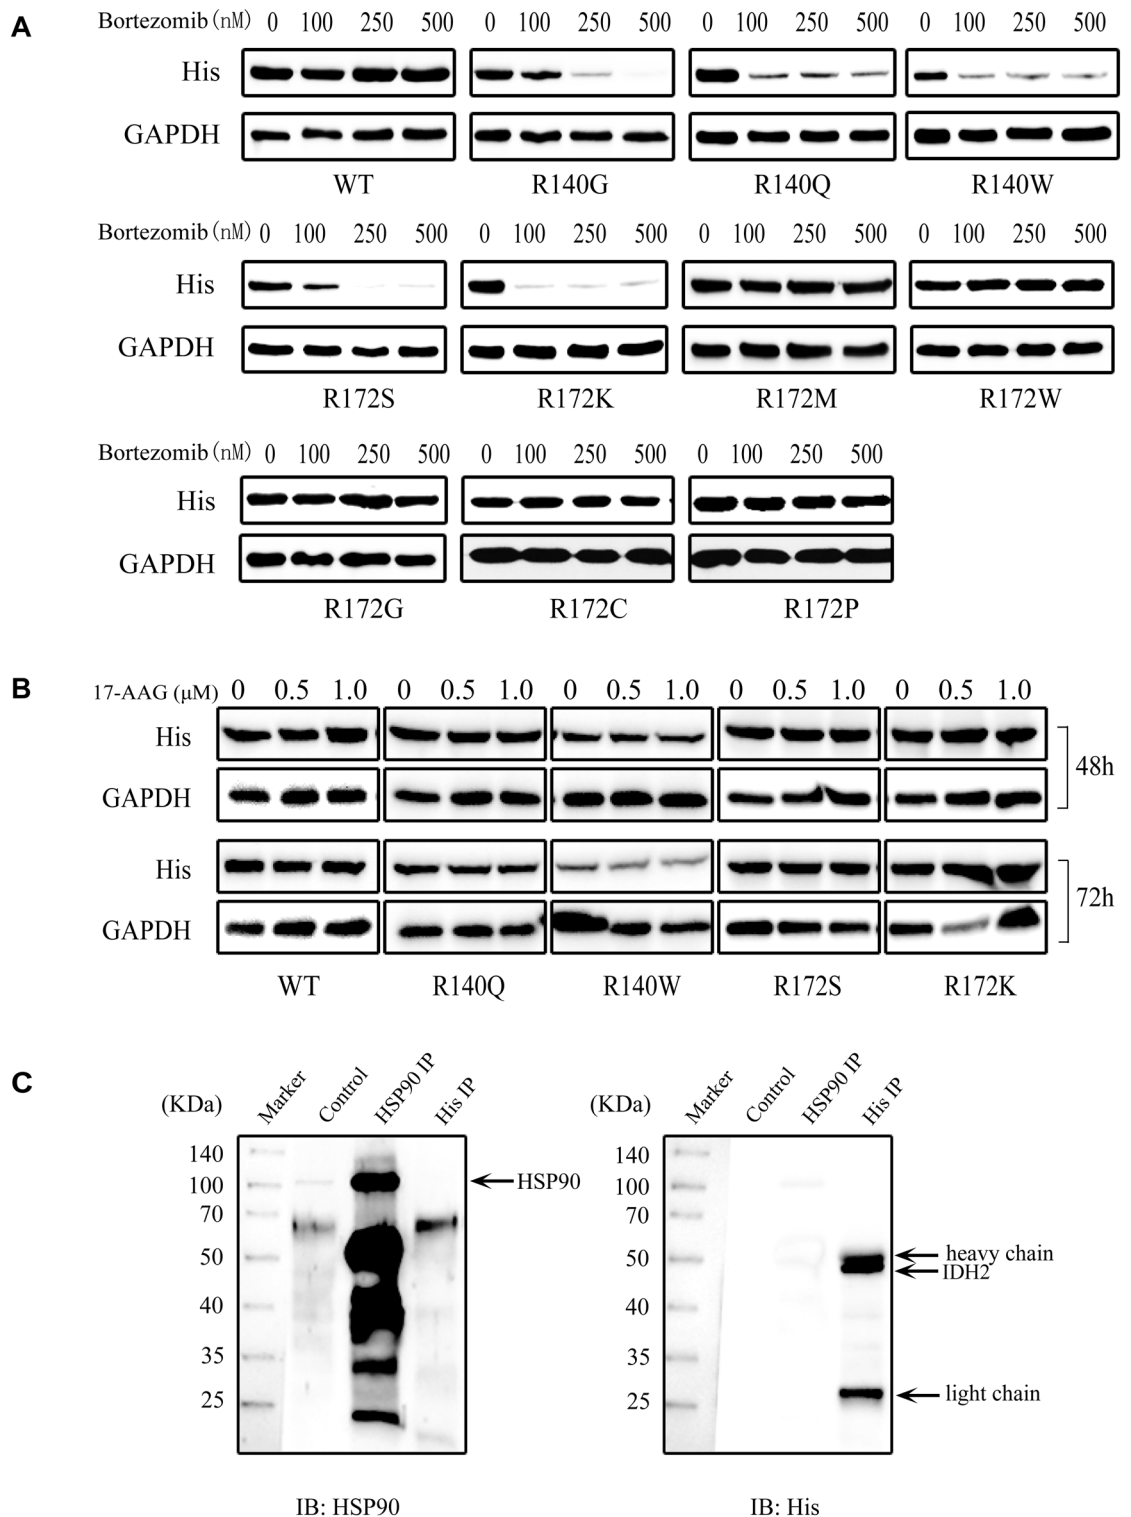 A
Bortezomib(nM) 0 100 250 500 0 100 250 500 0 100 250 500 0 100 250 500
His
GAPDH
WT R140G R140Q R140W
Bortezomib(nM) 0 100 250 500 0 100 250 500 0 100 250 500 0 100 250 500
His
GAPDH
R172S R172K R172M R172W
Bortezomib(nM) 0 100 250 500 0 100 250 500 0 100 250 500
His
GAPDH
R172G R172C R172P
B
17-AAG (μM) 0 0.5 1.0 0 0.5 1.0 0 0.5 1.0 0 0.5 1.0 0 0.5 1.0
His
48h
GAPDH
His
72h
GAPDH
WT R140Q R140W R172S R172K
C
(KDa) Marker Control HSP90 IP His IP
140
100
70
50
40
35
25
HSP90
IB: HSP90
(KDa) Marker Control HSP90 IP His IP
140
100
70
50
40
35
25
heavy chain
IDH2
light chain
IB: His